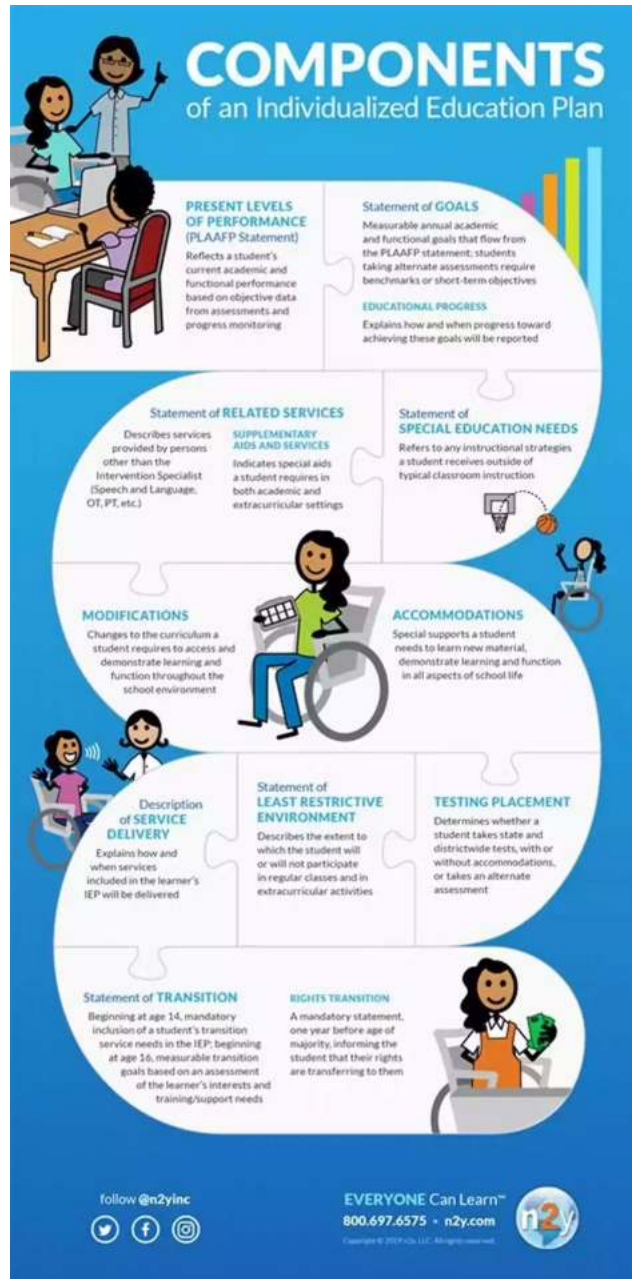 COMPONENTS
of an Individualized Education Plan
PRESENT LEVELS
OF PERFORMANCE
(PLAAFP Statement)
Reflects a student's
current academic and
functional performance
based on objective data
from assessments and
progress monitoring
Statement of GOALS
Measurable annual academic
and functional goals that flow from
the PLAAFP statement; students
taking alternate assessments require
benchmarks or short-term objectives
EDUCATIONAL PROGRESS
Explains how and when progress toward
achieving these goals will be reported
Statement of RELATED SERVICES
Describes services
provided by persons
other than the
Intervention Specialist
(Speech and Language,
OT, PT, etc.)
SUPPLEMENTARY
AIDS AND SERVICES
Indicates special aids
a student requires in
both academic and
extracurricular settings
Statement of
SPECIAL EDUCATION NEEDS
Refers to any instructional strategies
a student receives outside of
typical classroom instruction
MODIFICATIONS
Changes to the curriculum a
student requires to access and
demonstrate learning and
function throughout the
school environment
ACCOMMODATIONS
Special supports a student
needs to learn new material,
demonstrate learning and function
in all aspects of school life
Description
of SERVICE
DELIVERY
Explains how and
when services
included in the learner's
IEP will be delivered
Statement of
LEAST RESTRICTIVE
ENVIRONMENT
Describes the extent to
which the student will
or will not participate
in regular classes and in
extracurricular activities
TESTING PLACEMENT
Determines whether a
student takes state and
districtwide tests, with or
without accommodations,
or takes an alternate
assessment
Statement of TRANSITION
Beginning at age 14, mandatory
inclusion of a student's transition
service needs in the IEP; beginning
at age 16, measurable transition
goals based on an assessment
of the learner's interests and
training/support needs
RIGHTS TRANSITION
A mandatory statement,
one year before age of
majority, informing the
student that their rights
are transferring to them
follow @n2yinc
EVERYONE Can Learn™
800.697.6575 • n2y.com
Copyright © 2019 n2y, LLC. All rights reserved.
n2y